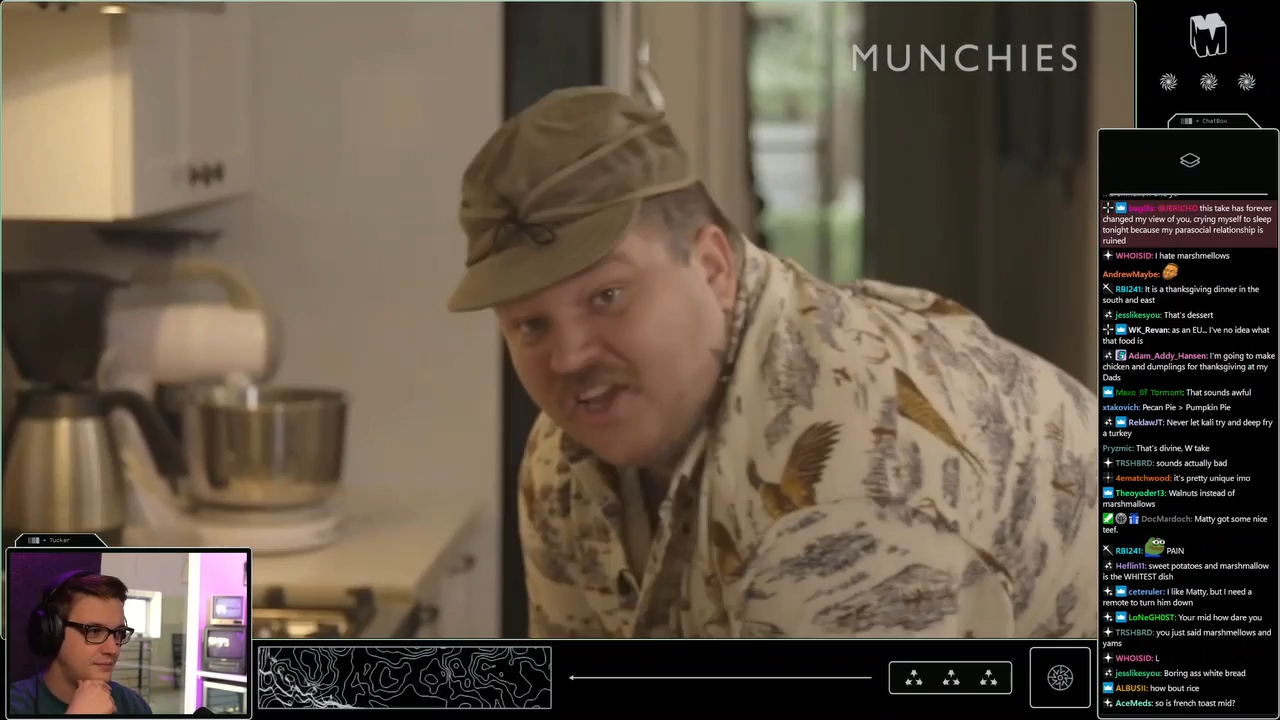 MUNCHIES
ChatBox
@JERICHO this take has forever
changed my view of you, crying myself to sleep
tonight because my parasocial relationship is
ruined
WHOISID: I hate marshmellows
AndrewMaybe:
RBI241: It is a thanksgiving dinner in the
south and east
jesslikesyou: That's dessert
WK_Revan: as an EU... I've no idea what
that food is
Adam_Addy_Hansen: I'm going to make
chicken and dumplings for thanksgiving at my
Dads
Maze_Of_Torment: That sounds awful
xtakovich: Pecan Pie > Pumpkin Pie
ReklawJT: Never let kali try and deep fry
a turkey
Pryzmic: That's divine, W take
TRSHBRD: sounds actually bad
4ematchwood: it's pretty unique imo
Theoyoder13: Walnuts instead of
marshmallows
DocMardoch: Matty got some nice
teef.
RBI241: PAIN
Heflin11: sweet potatoes and marshmallow
is the WHITEST dish
ceteruler: I like Matty, but I need a
remote to turn him down
LoNeGH0ST: Your mid how dare you
TRSHBRD: you just said marshmallows and
yams
WHOISID: L
jesslikesyou: Boring ass white bread
ALBUSII: how bout rice
AceMeds: so is french toast mid?
Tucker